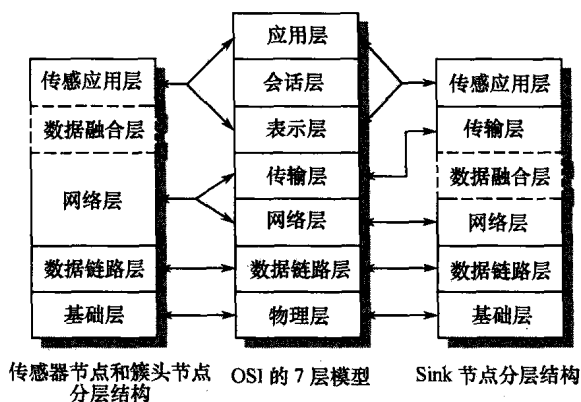 传感应用层
数据融合层
网络层
数据链路层
基础层
传感器节点和簇头节点
分层结构
应用层
会话层
表示层
传输层
网络层
数据链路层
物理层
OSI 的 7 层模型
传感应用层
传输层
数据融合层
网络层
数据链路层
基础层
Sink 节点分层结构